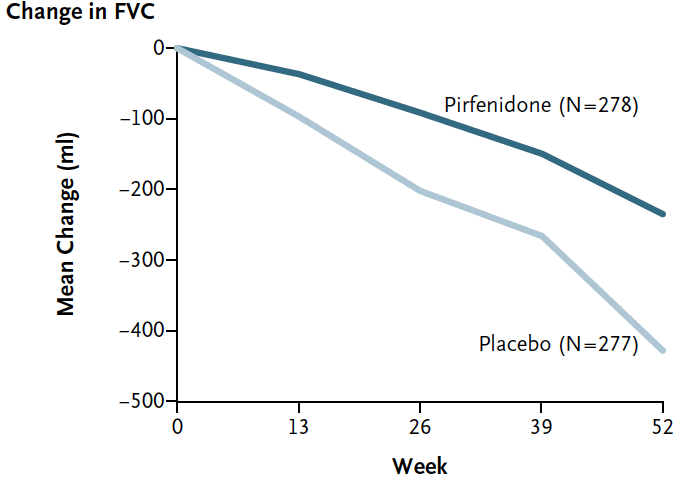 Change in FVC
0
Pirfenidone (N=278)
–100
–200
Mean Change (ml)
–300
Placebo (N=277)
–400
–500
0 13 26 39 52
Week